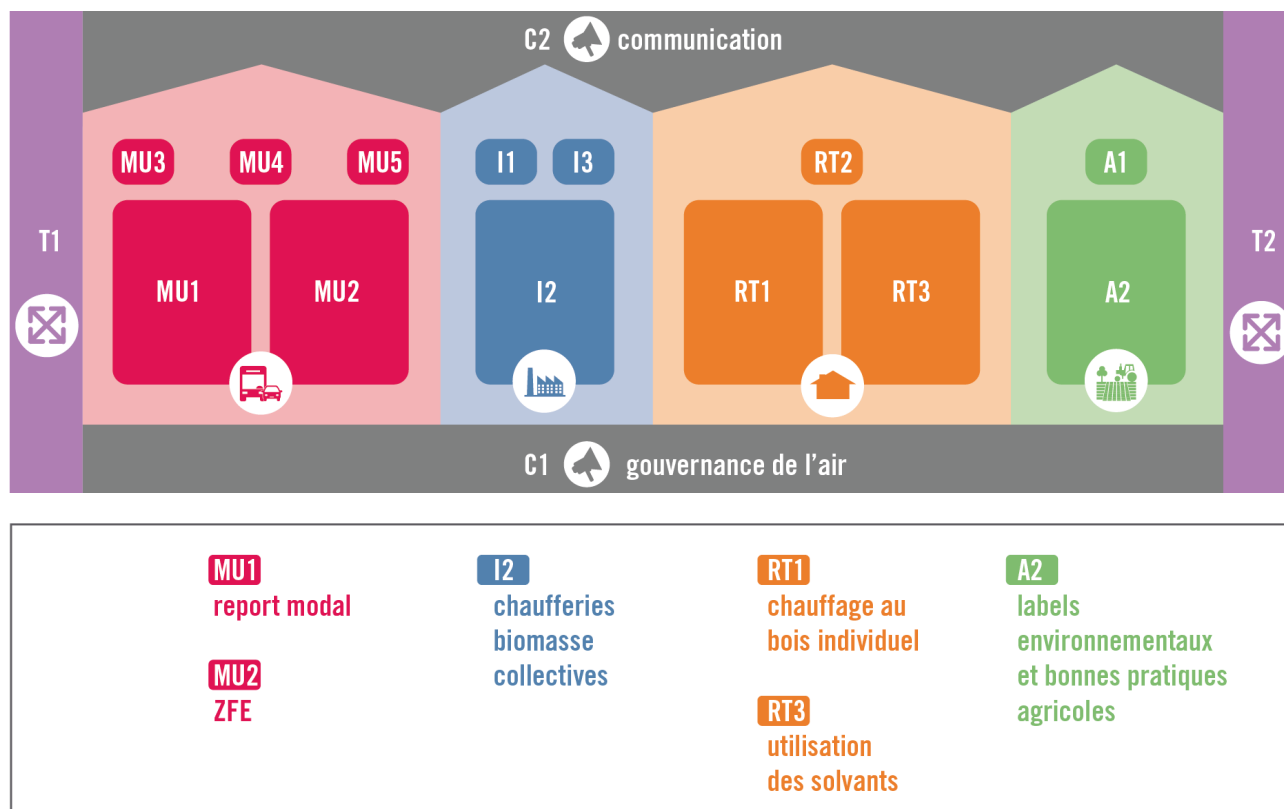 C2 communication
MU3 MU4 MU5 I1 I3 RT2 A1
T1 T2
MU1 MU2 I2 RT1 RT3 A2
C1 gouvernance de l’air
MU1
report modal
MU2
ZFE
I2
chaufferies
biomasse
collectives
RT1
chauffage au
bois individuel
RT3
utilisation
des solvants
A2
labels
environnementaux
et bonnes pratiques
agricoles